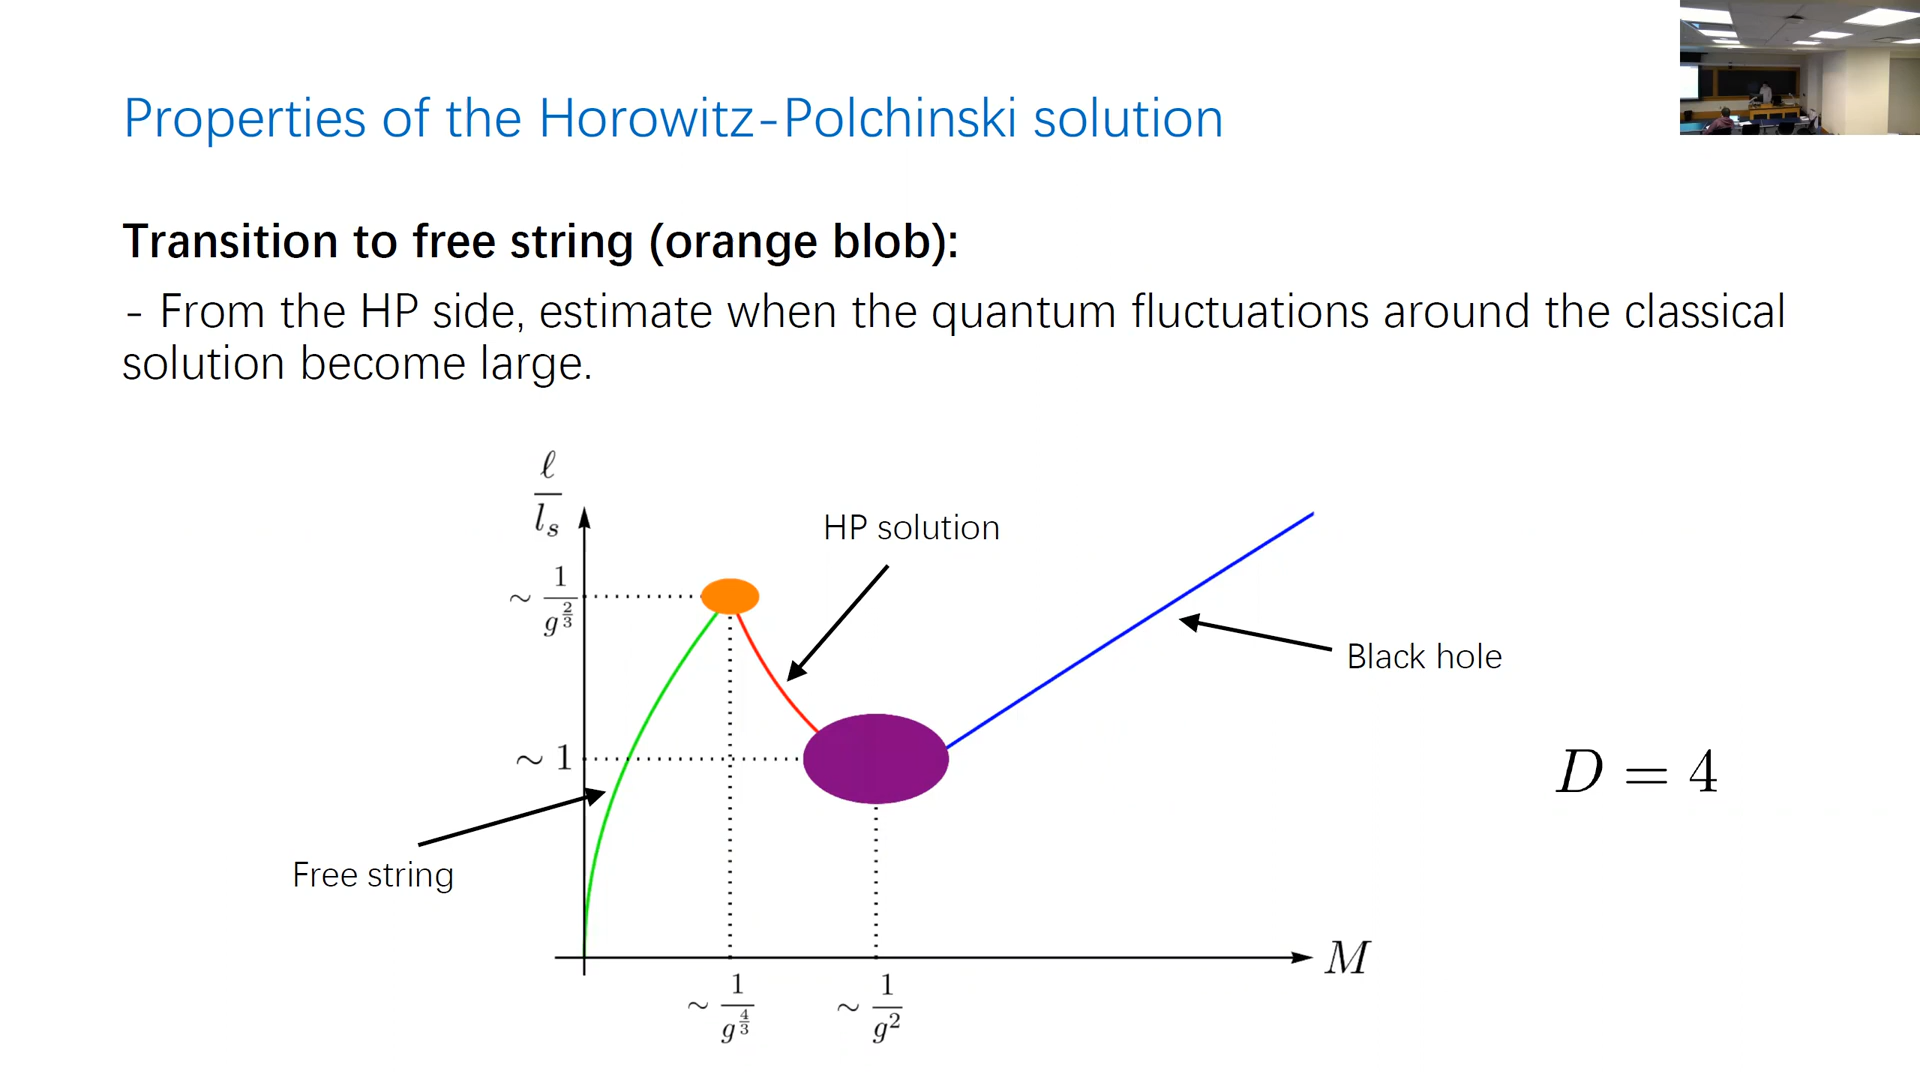 Properties of the Horowitz-Polchinski solution
Transition to free string (orange blob):
- From the HP side, estimate when the quantum fluctuations around the classical
solution become large.
ℓ
l_s
HP solution
∼ 1/g^{2/3}
Black hole
∼ 1
D = 4
Free string
M
∼ 1/g^{4/3}
∼ 1/g^2